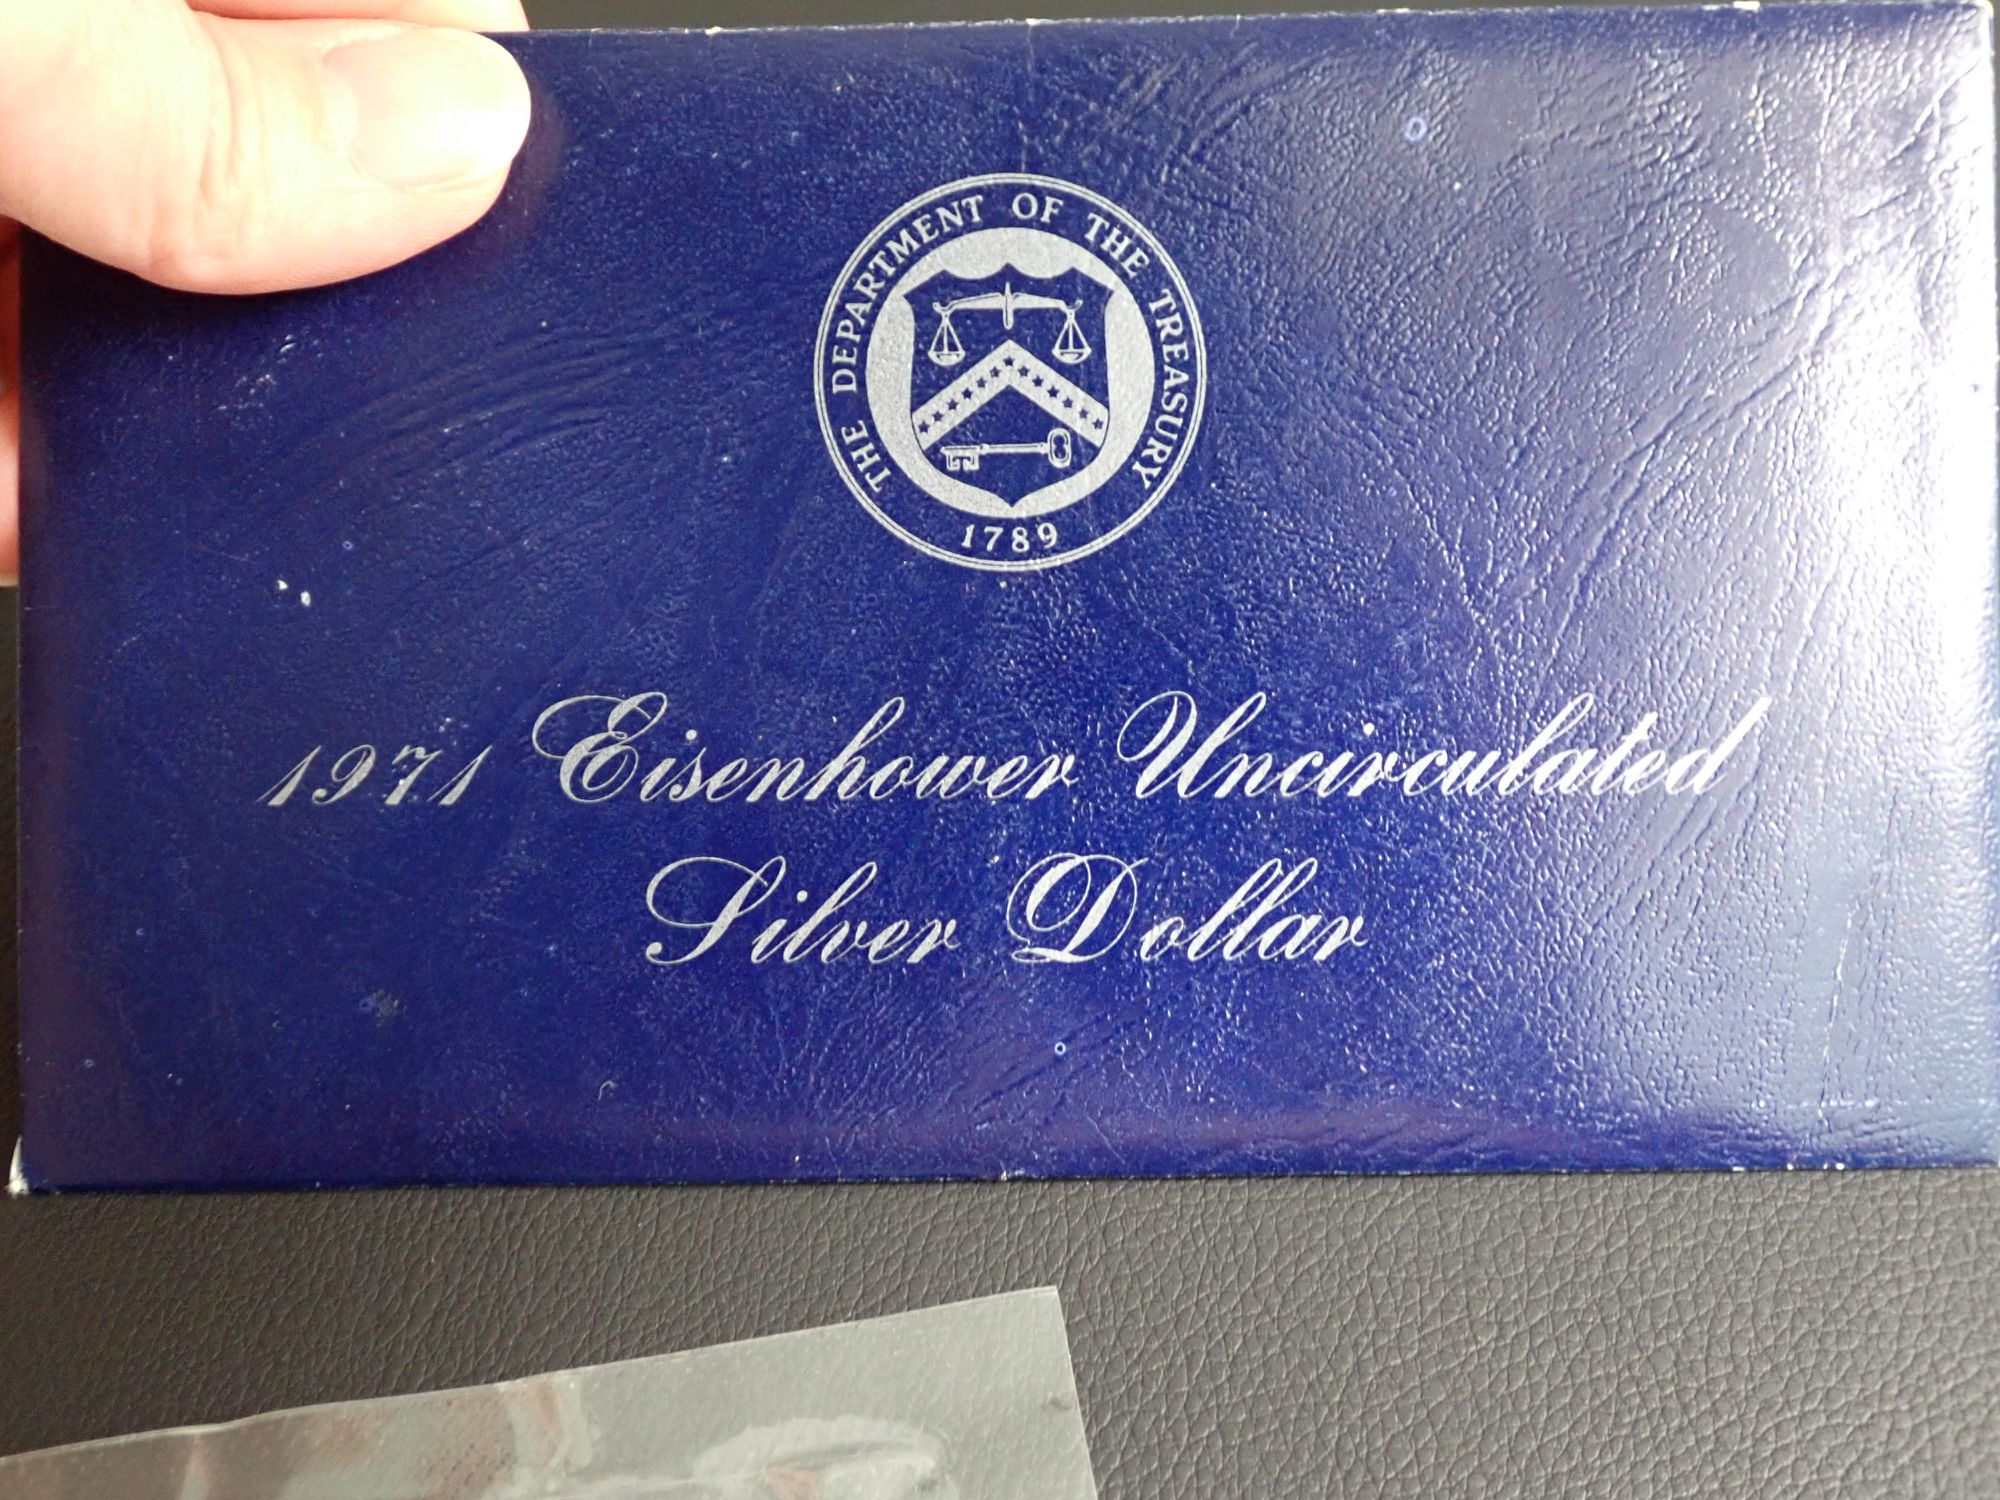 THE DEPARTMENT OF THE TREASURY
1789
1971 Eisenhower Uncirculated
Silver Dollar